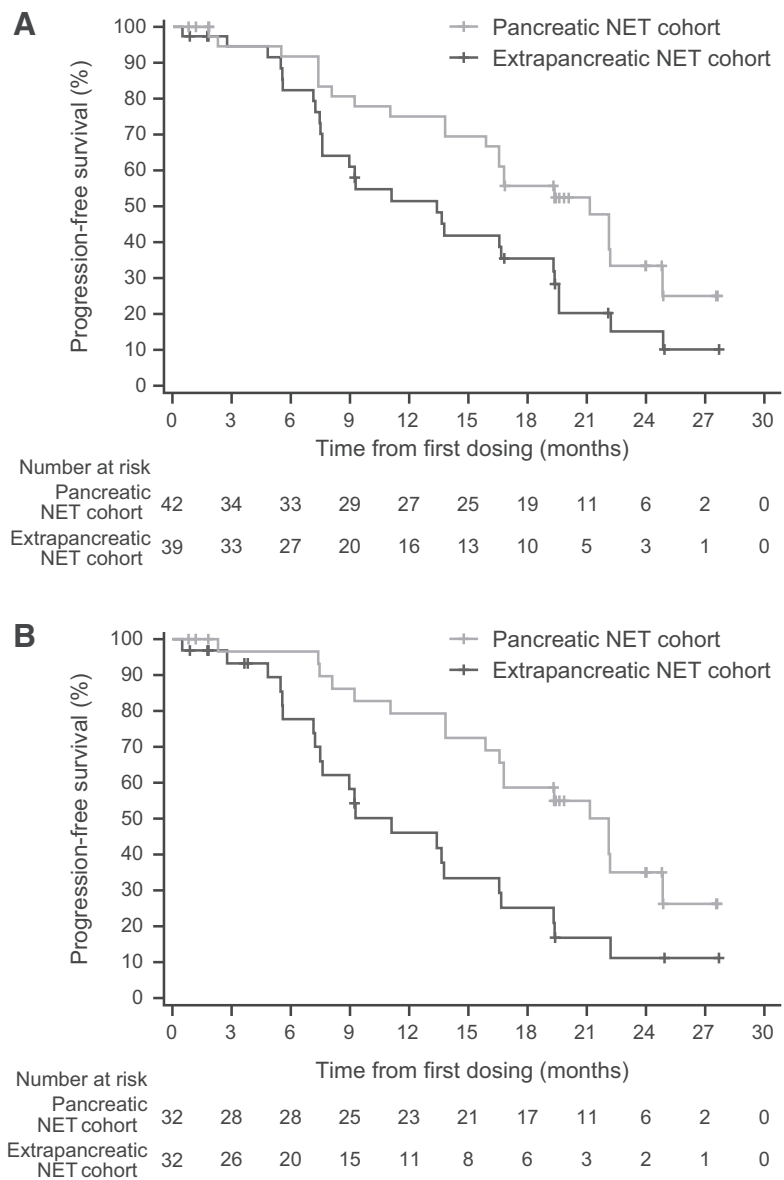 A
Pancreatic NET cohort
Extrapancreatic NET cohort
Progression-free survival (%)
100
90
80
70
60
50
40
30
20
10
0
0 3 6 9 12 15 18 21 24 27 30
Time from first dosing (months)
Number at risk
Pancreatic
NET cohort
42 34 33 29 27 25 19 11 6 2 0
Extrapancreatic
NET cohort
39 33 27 20 16 13 10 5 3 1 0
B
Pancreatic NET cohort
Extrapancreatic NET cohort
Progression-free survival (%)
100
90
80
70
60
50
40
30
20
10
0
0 3 6 9 12 15 18 21 24 27 30
Time from first dosing (months)
Number at risk
Pancreatic
NET cohort
32 28 28 25 23 21 17 11 6 2 0
Extrapancreatic
NET cohort
32 26 20 15 11 8 6 3 2 1 0